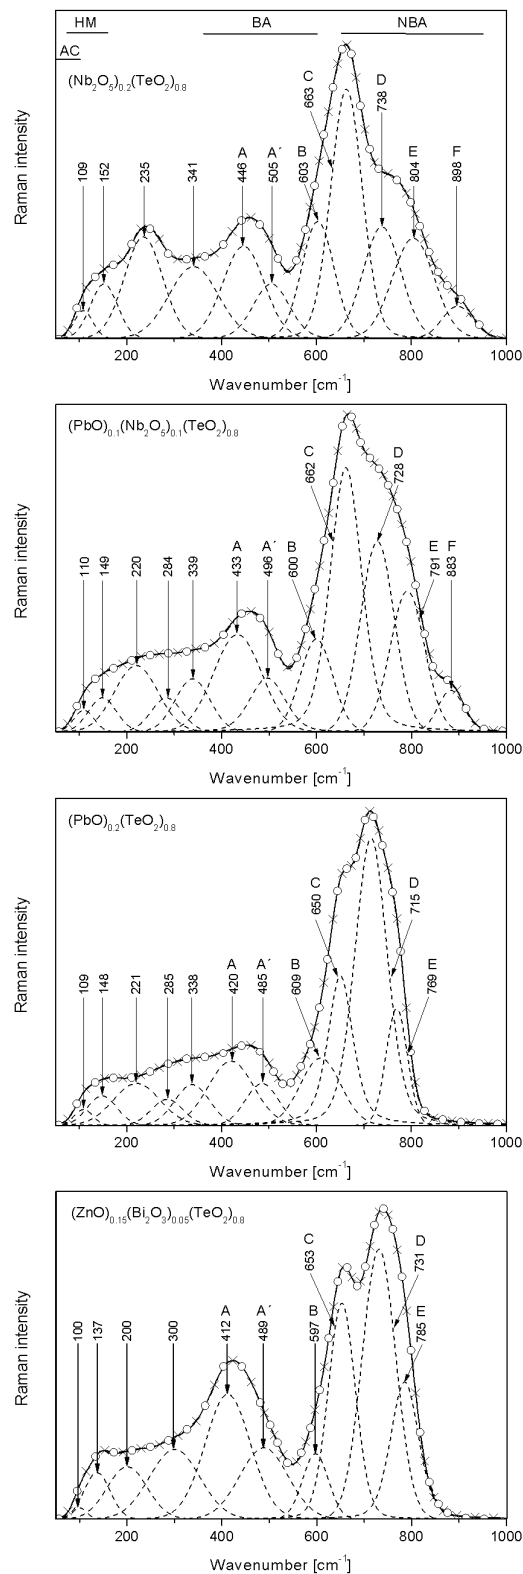 HM BA NBA
AC
(Nb₂O₅)₀.₂(TeO₂)₀.₈
C D
663 738
A A´ B E F
109 152 235 341 446 505 603 804 898
Raman intensity
200 400 600 800 1000
Wavenumber [cm⁻¹]
(PbO)₀.₁(Nb₂O₅)₀.₁(TeO₂)₀.₈
C D
662 728
A A´ B E F
110 149 220 284 339 433 496 600 791 883
Raman intensity
200 400 600 800 1000
Wavenumber [cm⁻¹]
(PbO)₀.₂(TeO₂)₀.₈
C D
650 715
A A´ B E
109 148 221 285 338 420 485 609 769
Raman intensity
200 400 600 800 1000
Wavenumber [cm⁻¹]
(ZnO)₀.₁₅(Bi₂O₃)₀.₀₅(TeO₂)₀.₈
C D
653 731
A A´ B E
100 137 200 300 412 489 597 785
Raman intensity
200 400 600 800 1000
Wavenumber [cm⁻¹]